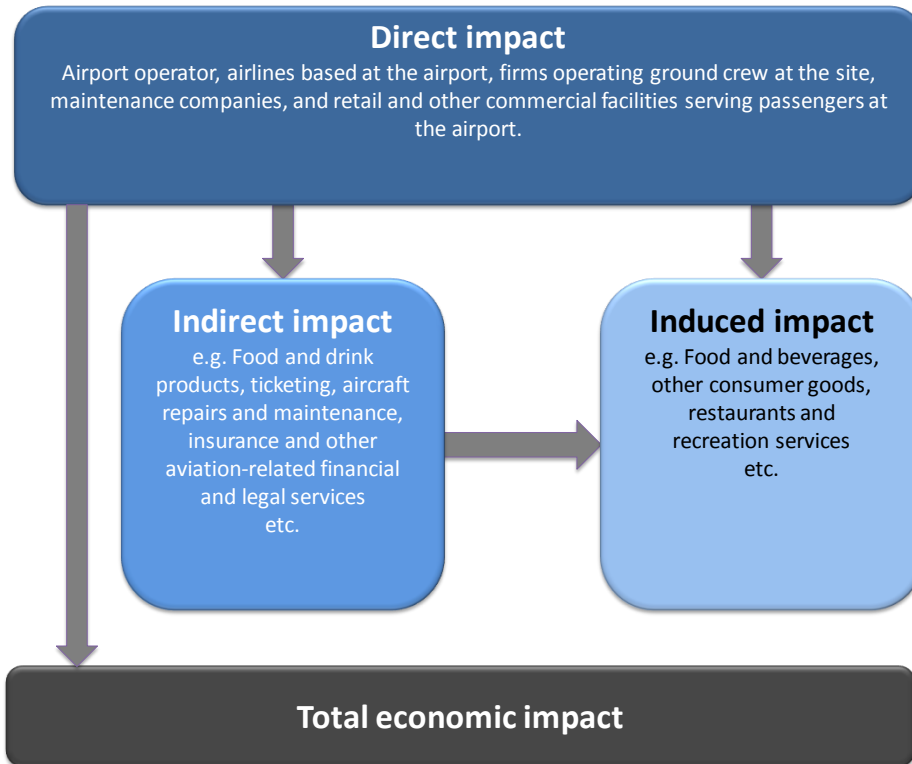 Direct impact
Airport operator, airlines based at the airport, firms operating ground crew at the site,
maintenance companies, and retail and other commercial facilities serving passengers at
the airport.
Indirect impact
e.g. Food and drink
products, ticketing, aircraft
repairs and maintenance,
insurance and other
aviation-related financial
and legal services
etc.
Induced impact
e.g. Food and beverages,
other consumer goods,
restaurants and
recreation services
etc.
Total economic impact